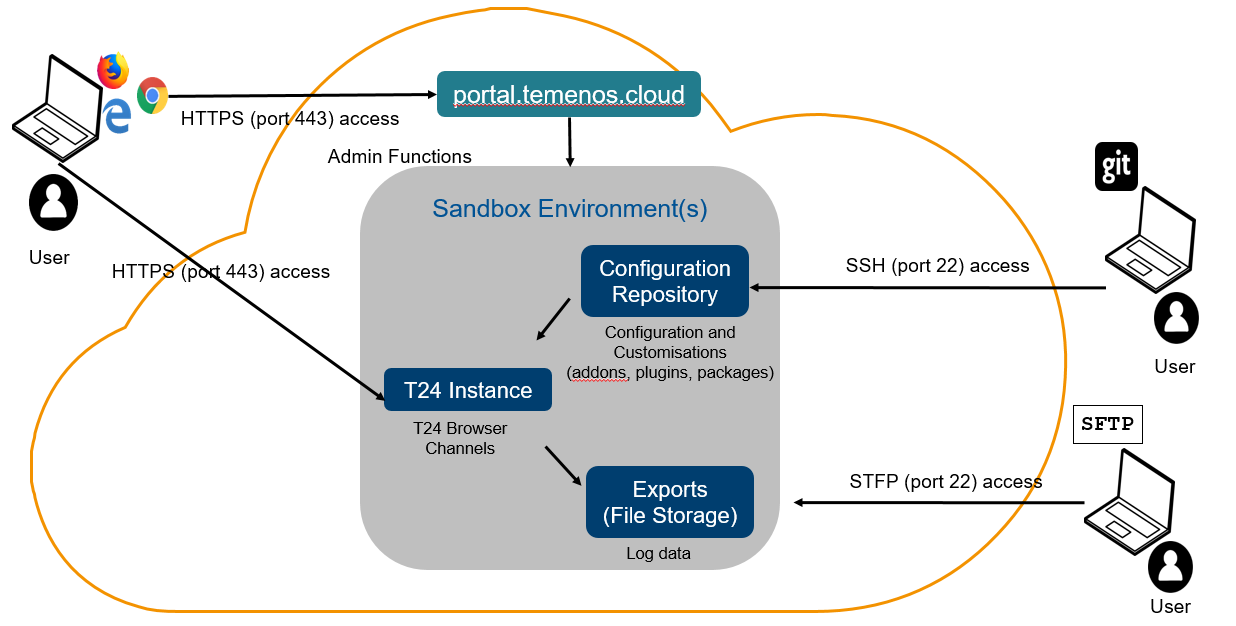 portal.temenos.cloud
HTTPS (port 443) access
Admin Functions
git
Sandbox Environment(s)
User
HTTPS (port 443) access
Configuration
Repository
SSH (port 22) access
Configuration and
Customisations
(addons, plugins, packages)
User
T24 Instance
T24 Browser
Channels
SFTP
Exports
(File Storage)
STFP (port 22) access
Log data
User